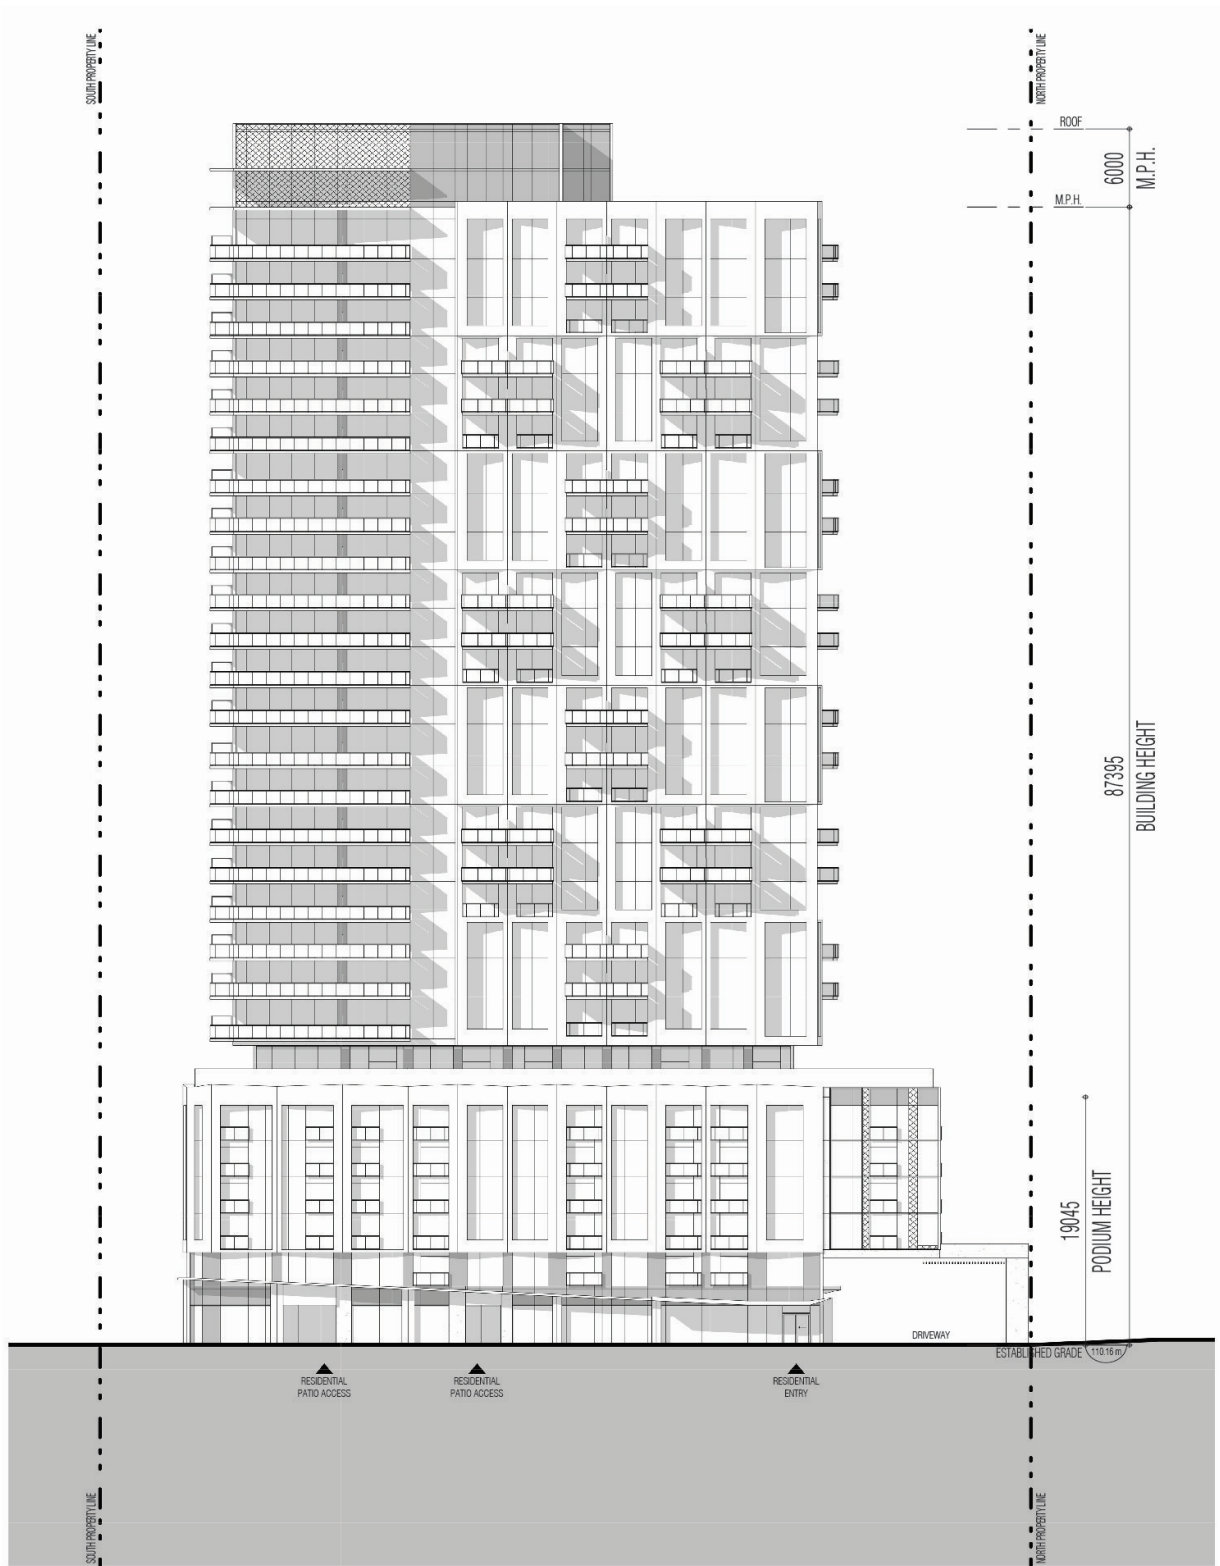 SOUTH PROPERTY LINE
NORTH PROPERTY LINE
ROOF
6000
M.P.H.
M.P.H.
87395
BUILDING HEIGHT
19045
PODIUM HEIGHT
DRIVEWAY
ESTABLISHED GRADE
110.16 m
RESIDENTIAL
PATIO ACCESS
RESIDENTIAL
PATIO ACCESS
RESIDENTIAL
ENTRY
SOUTH PROPERTY LINE
NORTH PROPERTY LINE